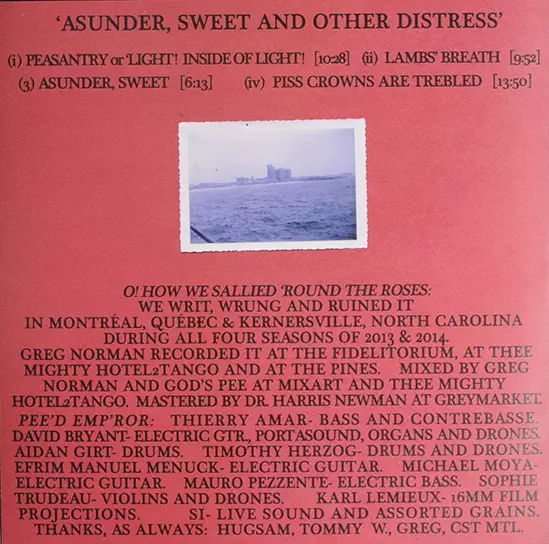 'ASUNDER, SWEET AND OTHER DISTRESS'
(i) PEASANTRY or 'LIGHT! INSIDE OF LIGHT! [10:28] (ii) LAMBS' BREATH [9:52]
(3) ASUNDER, SWEET [6:13] (iv) PISS CROWNS ARE TREBLED [13:50]
O! HOW WE SALLIED 'ROUND THE ROSES:
WE WRIT, WRUNG AND RUINED IT
IN MONTRÉAL, QUÉBEC & KERNERSVILLE, NORTH CAROLINA
DURING ALL FOUR SEASONS OF 2013 & 2014.
GREG NORMAN RECORDED IT AT THE FIDELITORIUM, AT THEE
MIGHTY HOTEL2TANGO AND AT THE PINES. MIXED BY GREG
NORMAN AND GOD'S PEE AT MIXART AND THEE MIGHTY
HOTEL2TANGO. MASTERED BY DR. HARRIS NEWMAN AT GREYMARKET.
PEE'D EMP'ROR: THIERRY AMAR- BASS AND CONTREBASSE.
DAVID BRYANT- ELECTRIC GTR., PORTASOUND, ORGANS AND DRONES.
AIDAN GIRT- DRUMS. TIMOTHY HERZOG- DRUMS AND DRONES.
EFRIM MANUEL MENUCK- ELECTRIC GUITAR. MICHAEL MOYA-
ELECTRIC GUITAR. MAURO PEZZENTE- ELECTRIC BASS. SOPHIE
TRUDEAU- VIOLINS AND DRONES. KARL LEMIEUX- 16MM FILM
PROJECTIONS. SI- LIVE SOUND AND ASSORTED GRAINS.
THANKS, AS ALWAYS: HUGSAM, TOMMY W., GREG, CST MTL.